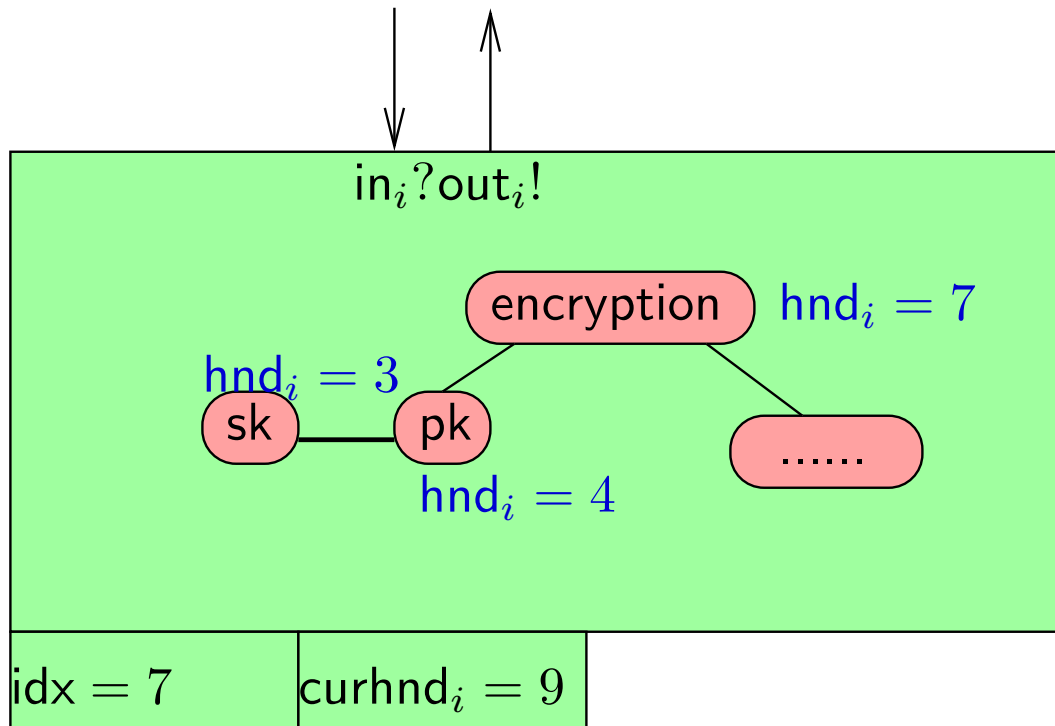 in_i?out_i!
encryption hnd_i = 7
hnd_i = 3
sk pk ......
hnd_i = 4
idx = 7 curhnd_i = 9